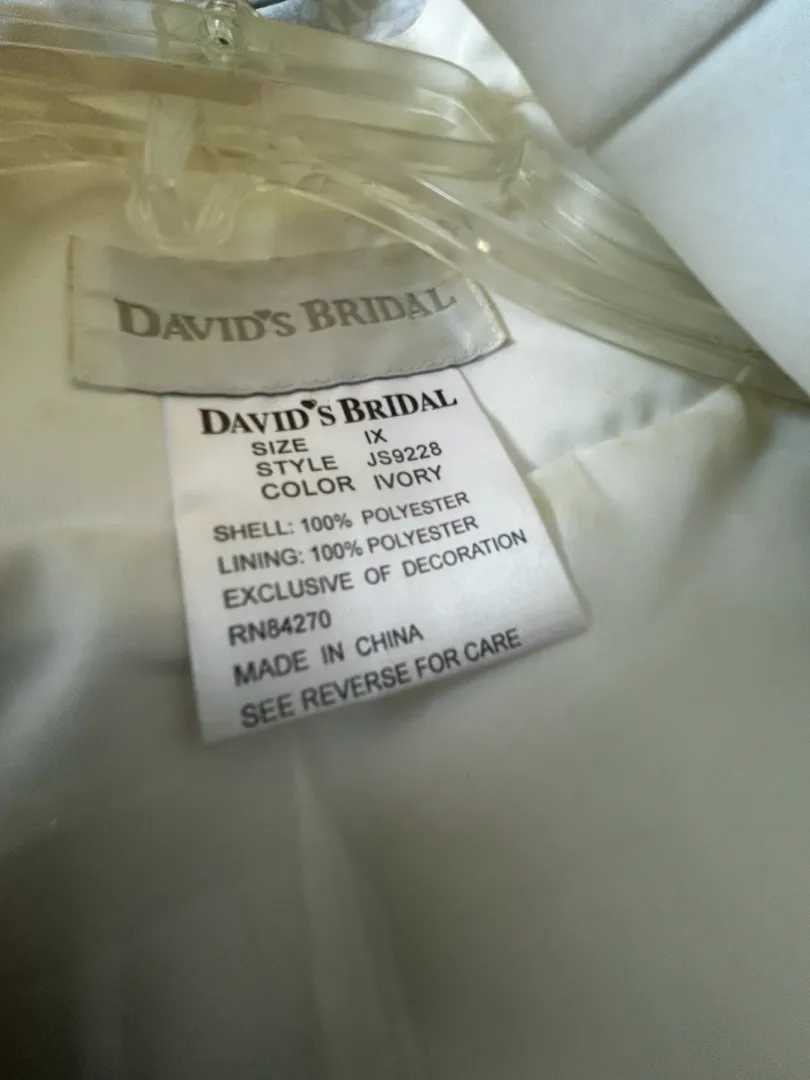 DAVID'S BRIDAL
DAVID'S BRIDAL
SIZE IX
STYLE JS9228
COLOR IVORY
SHELL: 100% POLYESTER
LINING: 100% POLYESTER
EXCLUSIVE OF DECORATION
RN84270
MADE IN CHINA
SEE REVERSE FOR CARE